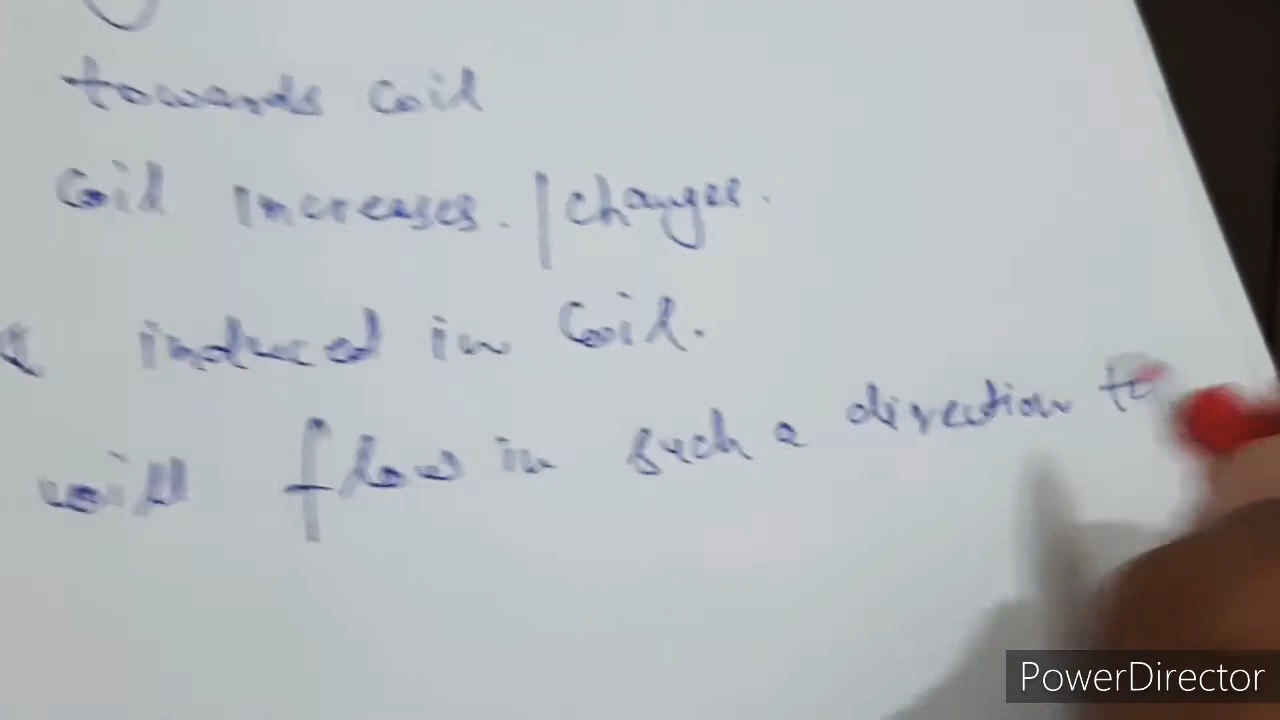 towards coil
coil increases. / changes.
induced in coil.
will flow in such a direction to
PowerDirector